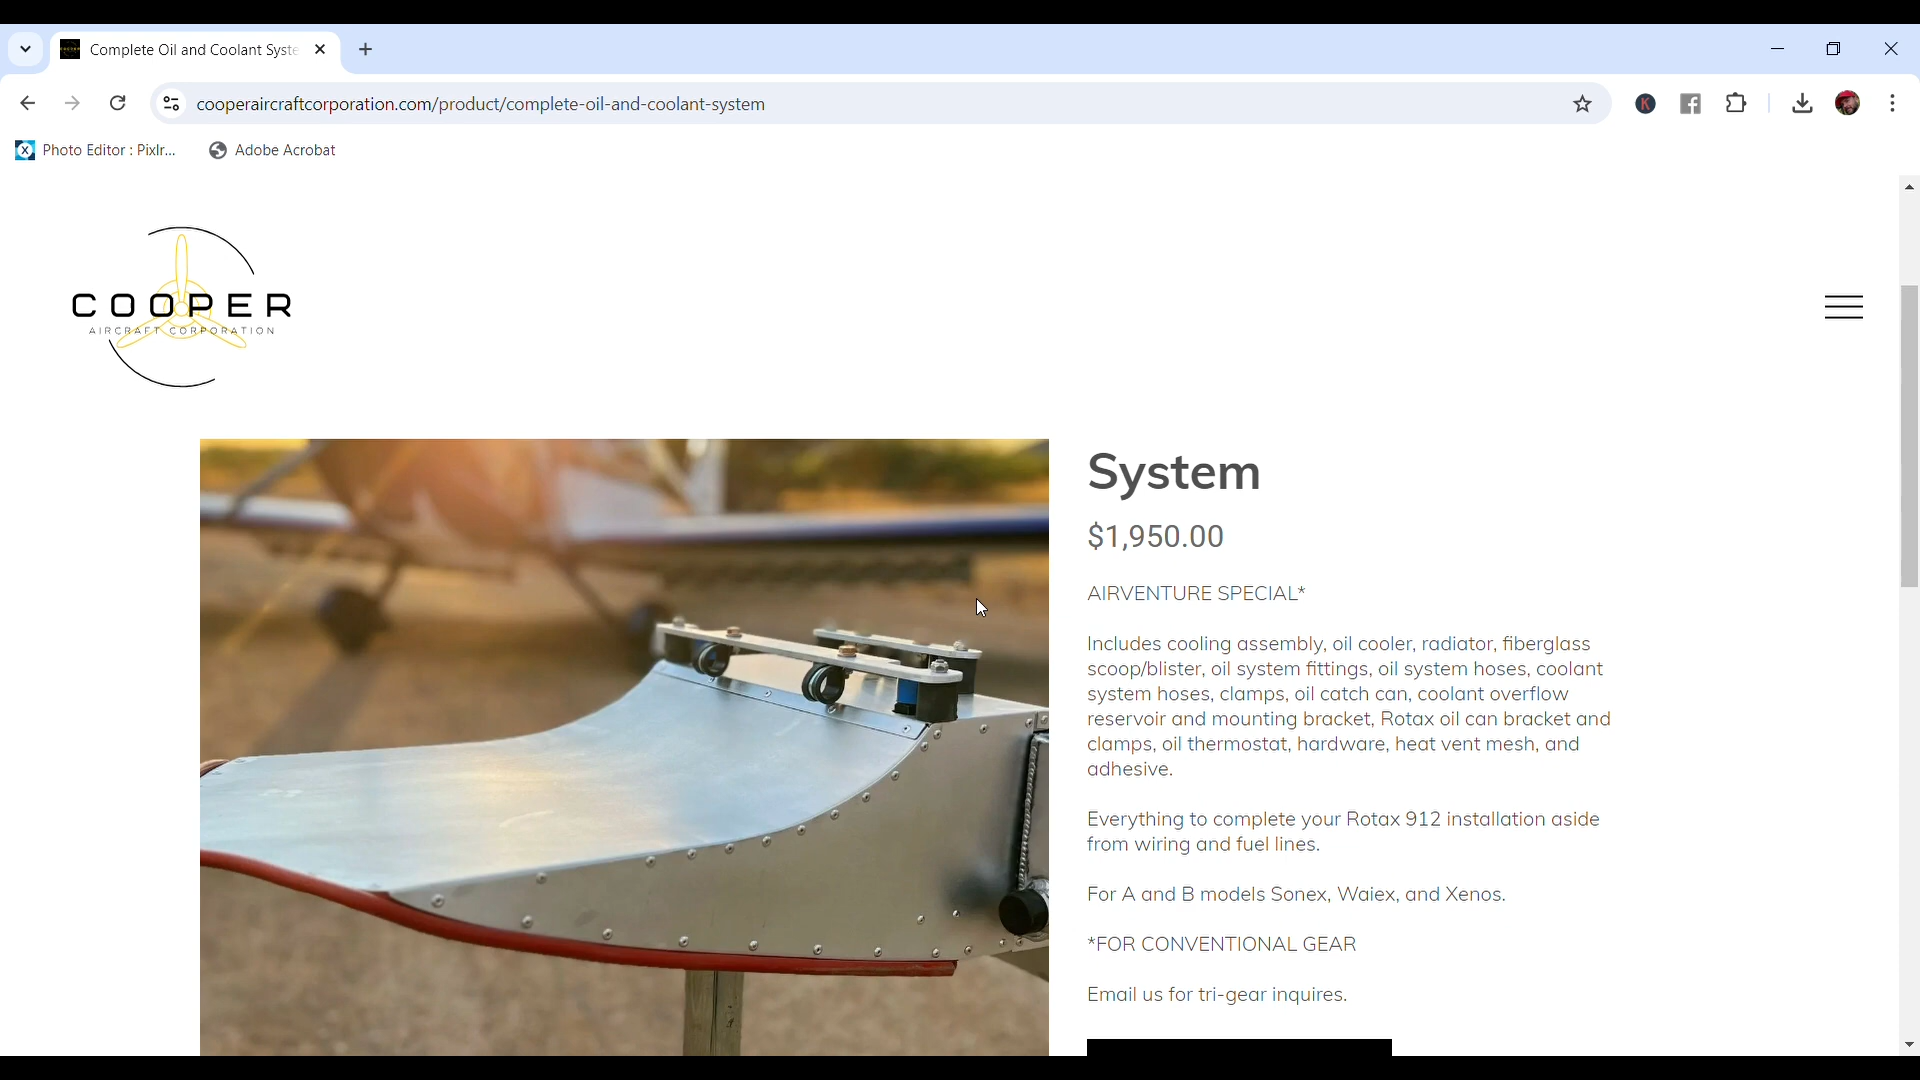 Complete Oil and Coolant Syste
cooperaircraftcorporation.com/product/complete-oil-and-coolant-system
K
Photo Editor : Pixlr...
Adobe Acrobat
COOPER
AIRCRAFT CORPORATION
System
$1,950.00
AIRVENTURE SPECIAL*
Includes cooling assembly, oil cooler, radiator, fiberglass
scoop/blister, oil system fittings, oil system hoses, coolant
system hoses, clamps, oil catch can, coolant overflow
reservoir and mounting bracket, Rotax oil can bracket and
clamps, oil thermostat, hardware, heat vent mesh, and
adhesive.
Everything to complete your Rotax 912 installation aside
from wiring and fuel lines.
For A and B models Sonex, Waiex, and Xenos.
*FOR CONVENTIONAL GEAR
Email us for tri-gear inquires.